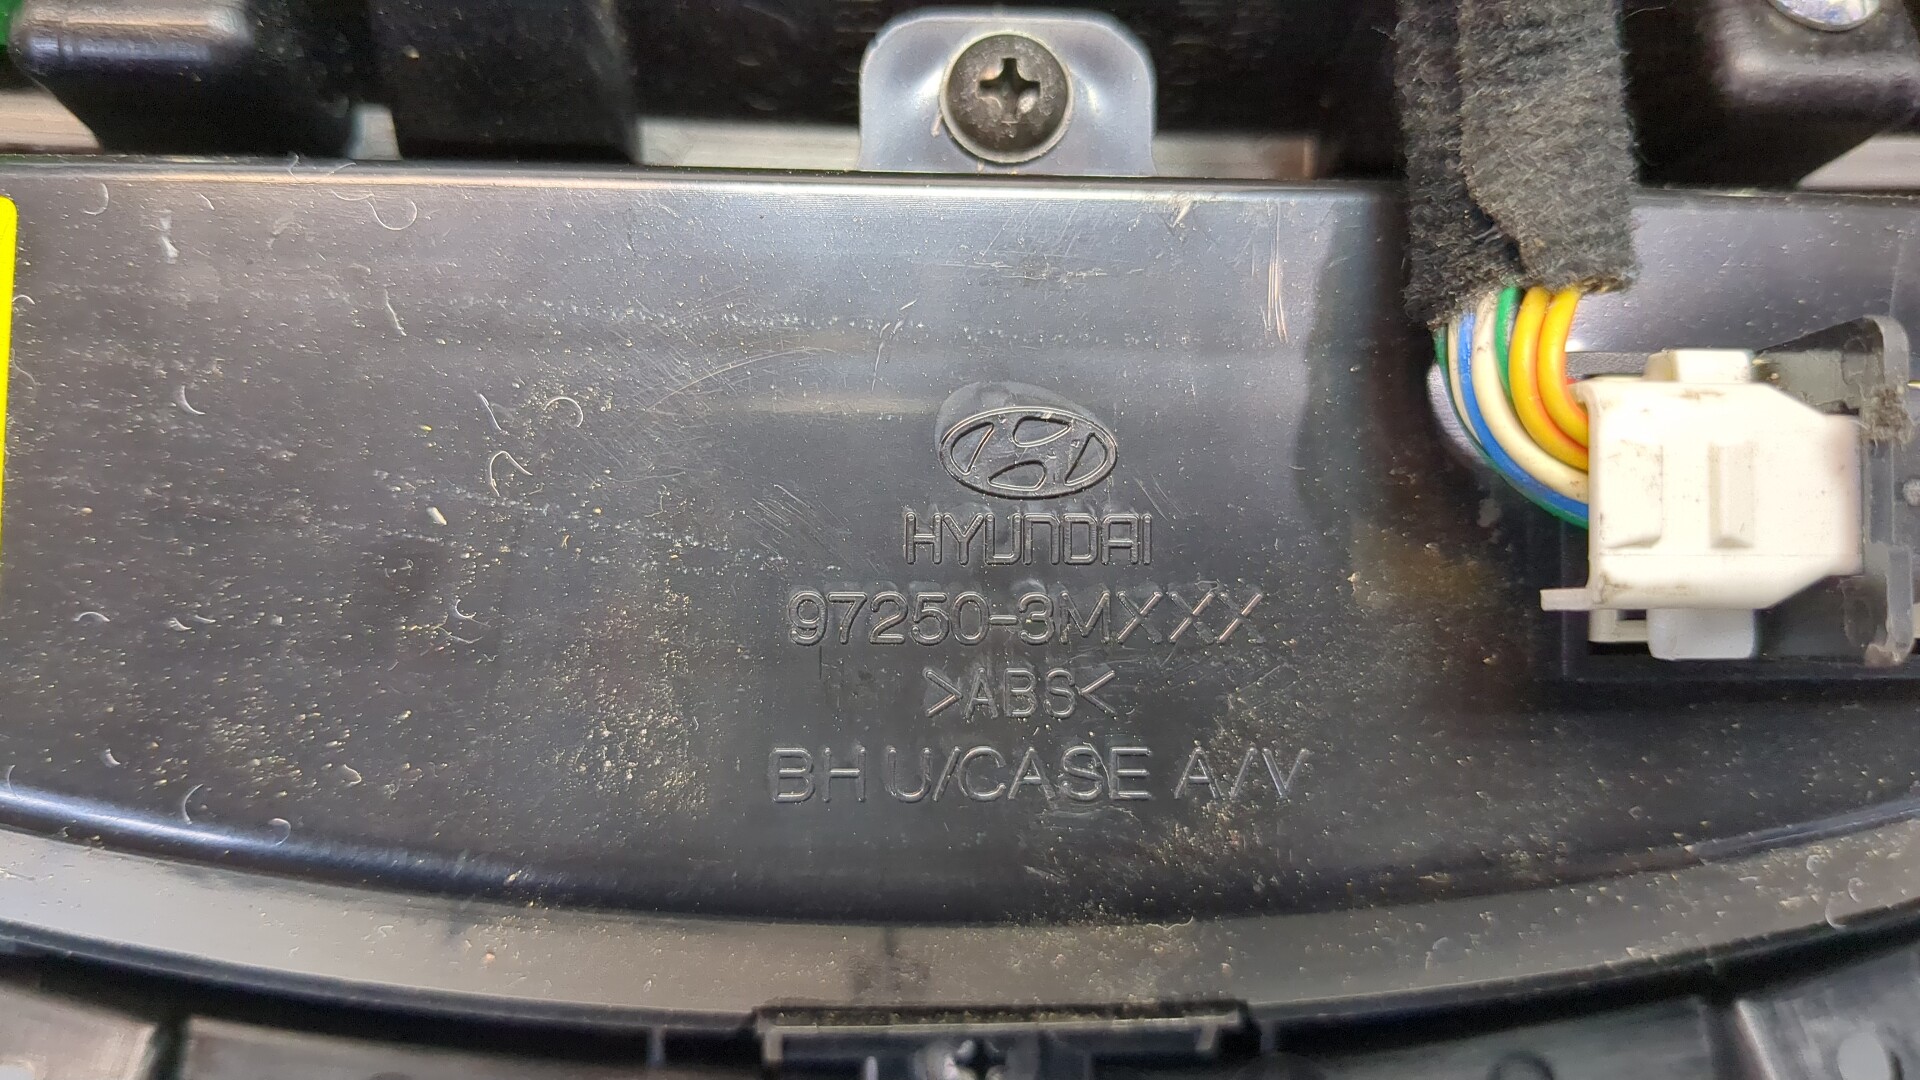 HYUNDAI
97250-3MXXX
>ABS<
BH U/CASE A/V